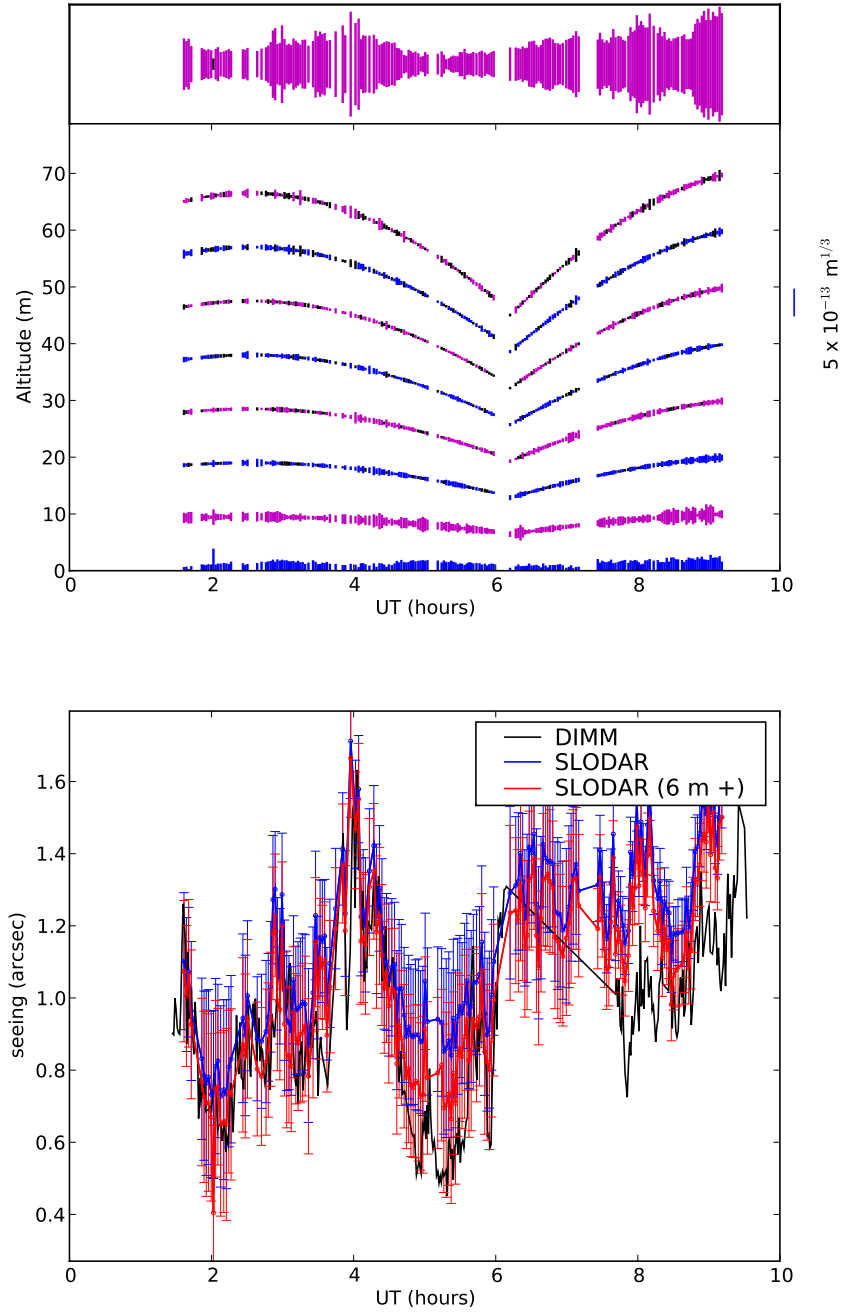 70
60
50
40
30
20
10
0
Altitude (m)
0 2 4 6 8 10
UT (hours)
5 x 10⁻¹³ m^{1/3}
DIMM
SLODAR
SLODAR (6 m +)
1.6
1.4
1.2
1.0
0.8
0.6
0.4
seeing (arcsec)
0 2 4 6 8 10
UT (hours)